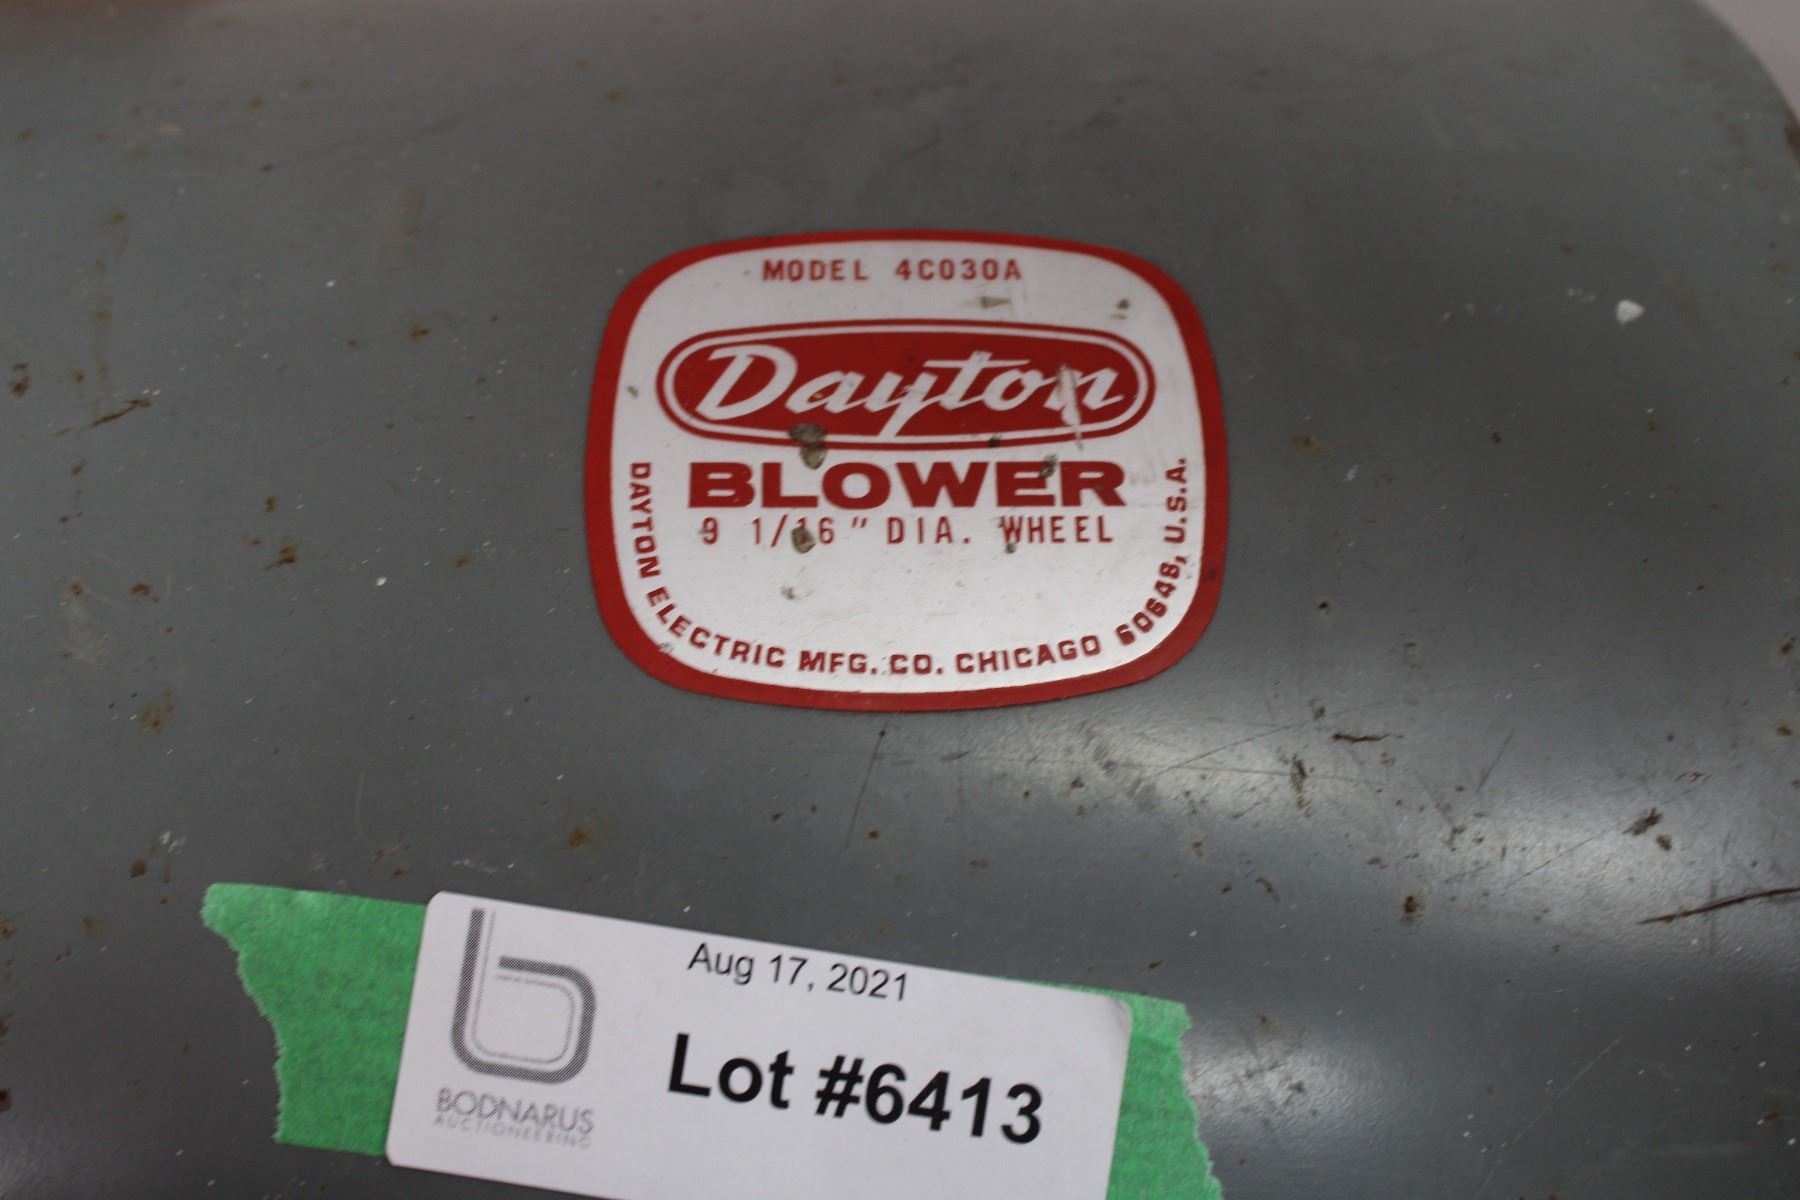 MODEL 4C030A
Dayton
BLOWER
9 1/16" DIA. WHEEL
DAYTON ELECTRIC MFG. CO. CHICAGO 60648, U.S.A.
Aug 17, 2021
Lot #6413
BODNARUS
AUCTIONEERING